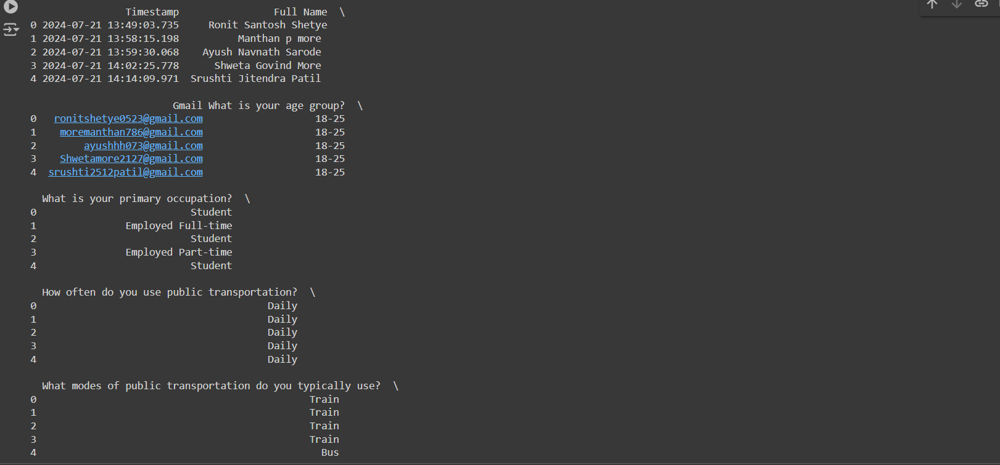 Timestamp Full Name \
0 2024-07-21 13:49:03.735 Ronit Santosh Shetye
1 2024-07-21 13:58:15.198 Manthan p more
2 2024-07-21 13:59:30.068 Ayush Navnath Sarode
3 2024-07-21 14:02:25.778 Shweta Govind More
4 2024-07-21 14:14:09.971 Srushti Jitendra Patil
Gmail What is your age group? \
0 ronitshetye0523@gmail.com 18-25
1 moremanthan786@gmail.com 18-25
2 ayushhh073@gmail.com 18-25
3 Shwetamore2127@gmail.com 18-25
4 srushti2512patil@gmail.com 18-25
What is your primary occupation? \
0 Student
1 Employed Full-time
2 Student
3 Employed Part-time
4 Student
How often do you use public transportation? \
0 Daily
1 Daily
2 Daily
3 Daily
4 Daily
What modes of public transportation do you typically use? \
0 Train
1 Train
2 Train
3 Train
4 Bus